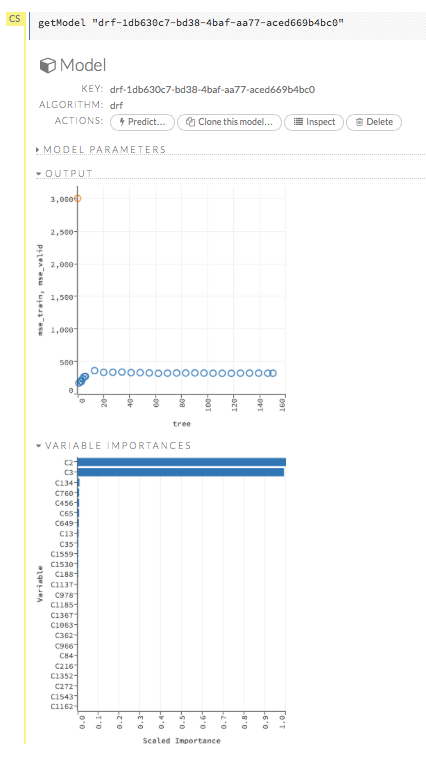 CS
getModel "drf-1db630c7-bd38-4baf-aa77-aced669b4bc0"
Model
KEY: drf-1db630c7-bd38-4baf-aa77-aced669b4bc0
ALGORITHM: drf
ACTIONS: Predict... Clone this model... Inspect Delete
MODEL PARAMETERS
OUTPUT
mse_train, mse_valid
3,000
2,500
2,000
1,500
1,000
500
0
0 20 40 60 80 100 120 140 160
tree
VARIABLE IMPORTANCES
Variable
C2
C3
C134
C760
C456
C65
C649
C13
C35
C1559
C1530
C188
C1137
C978
C1185
C1367
C1063
C362
C966
C84
C216
C1352
C272
C1543
C1162
0.0 0.1 0.2 0.3 0.4 0.5 0.6 0.7 0.8 0.9 1.0
Scaled Importance